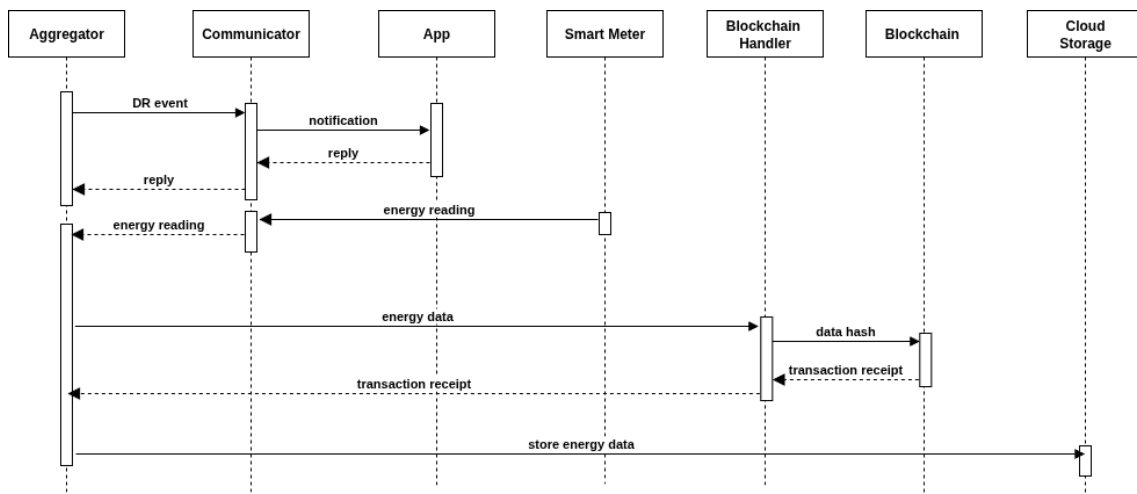 Aggregator
Communicator
App
Smart Meter
Blockchain
Handler
Blockchain
Cloud
Storage
DR event
notification
reply
reply
energy reading
energy reading
energy data
data hash
transaction receipt
transaction receipt
store energy data